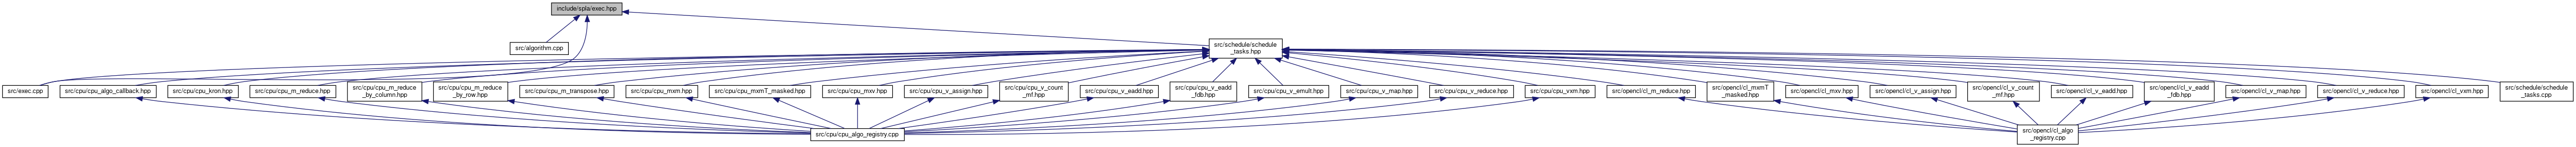 include/spla/exec.hpp
src/algorithm.cpp
src/schedule/schedule
_tasks.hpp
src/exec.cpp
src/cpu/cpu_algo_callback.hpp
src/cpu/cpu_kron.hpp
src/cpu/cpu_m_reduce.hpp
src/cpu/cpu_m_reduce
_by_column.hpp
src/cpu/cpu_m_reduce
_by_row.hpp
src/cpu/cpu_m_transpose.hpp
src/cpu/cpu_mxm.hpp
src/cpu/cpu_mxmT_masked.hpp
src/cpu/cpu_mxv.hpp
src/cpu/cpu_v_assign.hpp
src/cpu/cpu_v_count
_mf.hpp
src/cpu/cpu_v_eadd.hpp
src/cpu/cpu_v_eadd
_fdb.hpp
src/cpu/cpu_v_emult.hpp
src/cpu/cpu_v_map.hpp
src/cpu/cpu_v_reduce.hpp
src/cpu/cpu_vxm.hpp
src/opencl/cl_m_reduce.hpp
src/opencl/cl_mxmT
_masked.hpp
src/opencl/cl_mxv.hpp
src/opencl/cl_v_assign.hpp
src/opencl/cl_v_count
_mf.hpp
src/opencl/cl_v_eadd.hpp
src/opencl/cl_v_eadd
_fdb.hpp
src/opencl/cl_v_map.hpp
src/opencl/cl_v_reduce.hpp
src/opencl/cl_vxm.hpp
src/schedule/schedule
_tasks.cpp
src/cpu/cpu_algo_registry.cpp
src/opencl/cl_algo
_registry.cpp